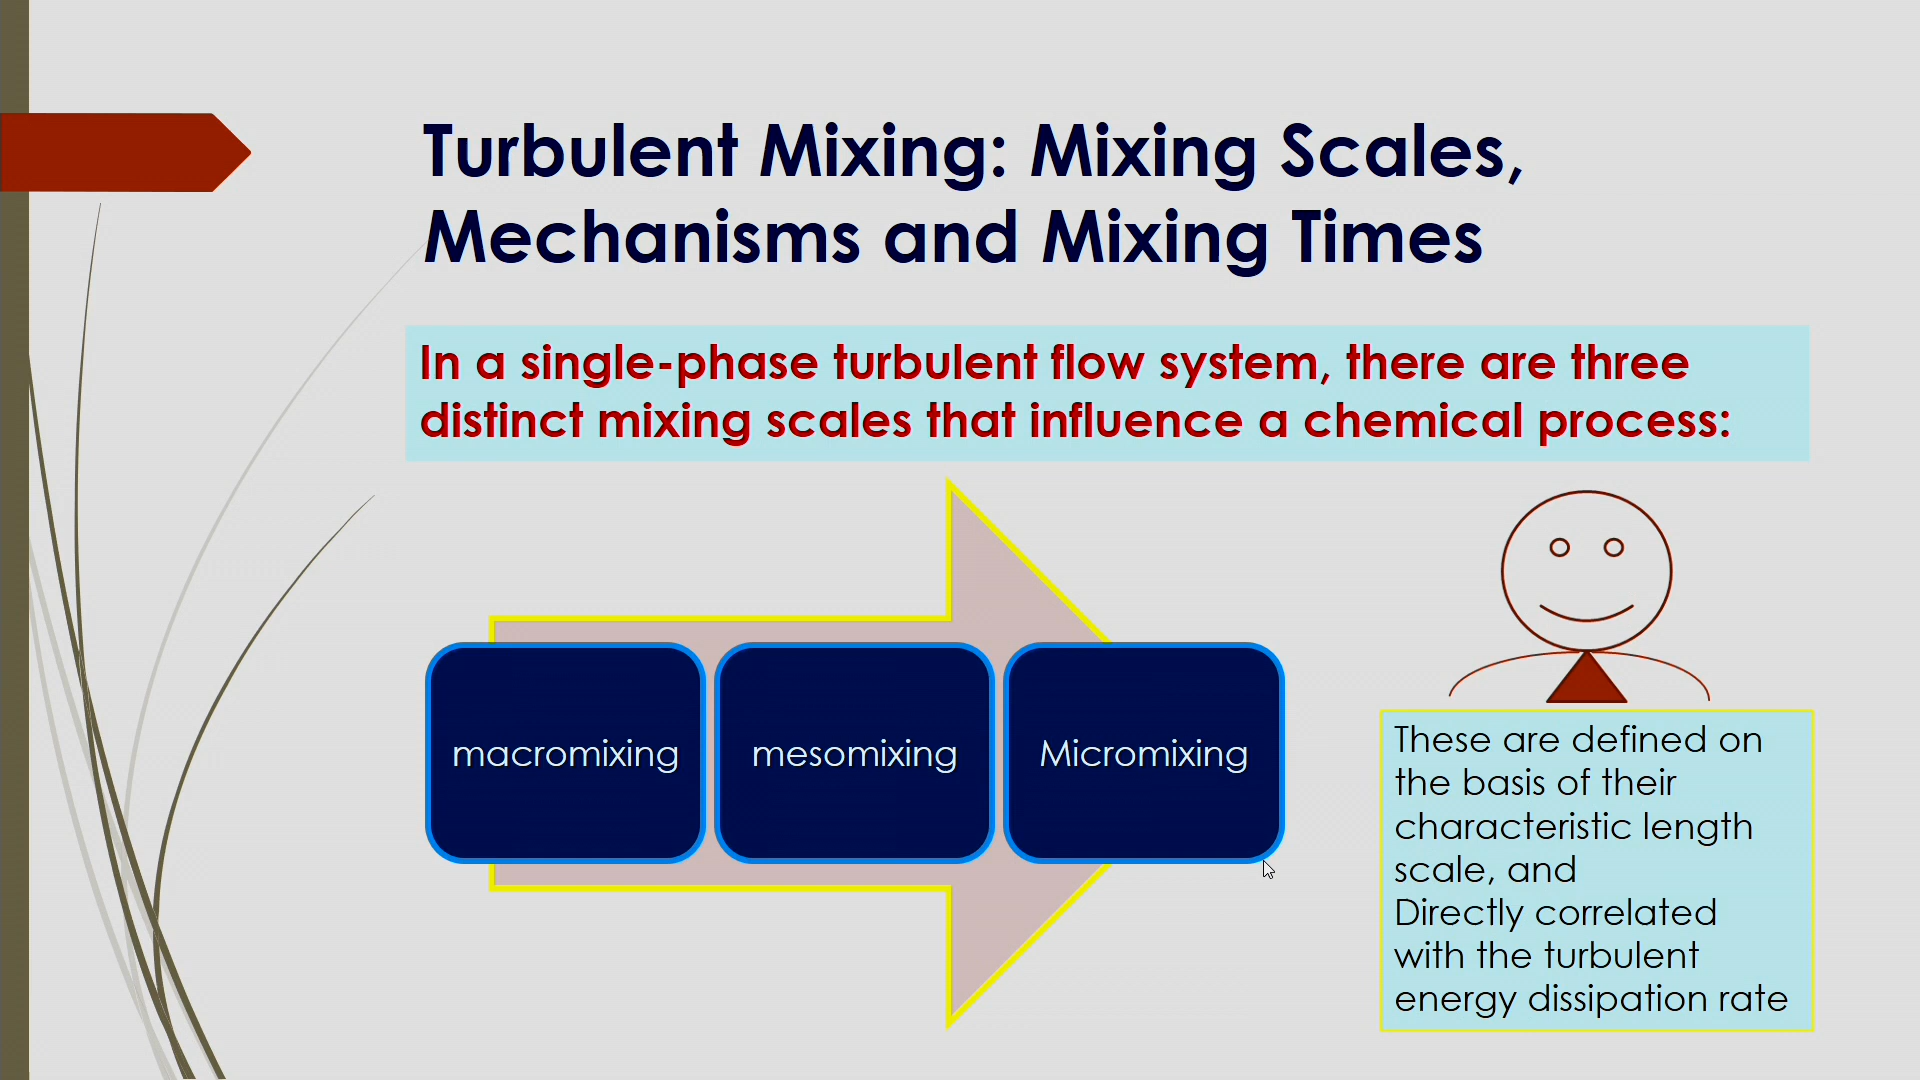 Turbulent Mixing: Mixing Scales,
Mechanisms and Mixing Times
In a single-phase turbulent flow system, there are three
distinct mixing scales that influence a chemical process:
macromixing
mesomixing
Micromixing
These are defined on
the basis of their
characteristic length
scale, and
Directly correlated
with the turbulent
energy dissipation rate